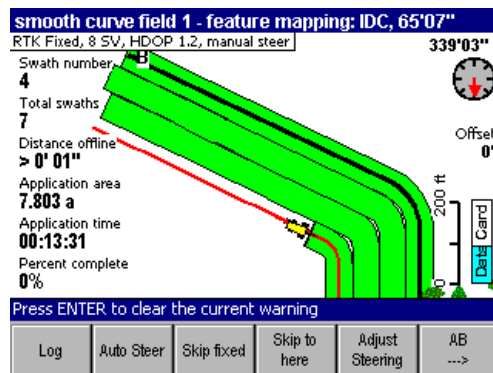 smooth curve field 1 - feature mapping: IDC, 65'07"
RTK Fixed, 8 SV, HDOP 1.2, manual steer
339'03"
B
Swath number
4
Total swaths
7
Distance offline
> 0' 01"
Application area
7.803 a
Application time
00:13:31
Percent complete
0%
Offset
0'
200 ft
0
Card
Data
Press ENTER to clear the current warning
Log
Auto Steer
Skip fixed
Skip to
here
Adjust
Steering
AB
--->